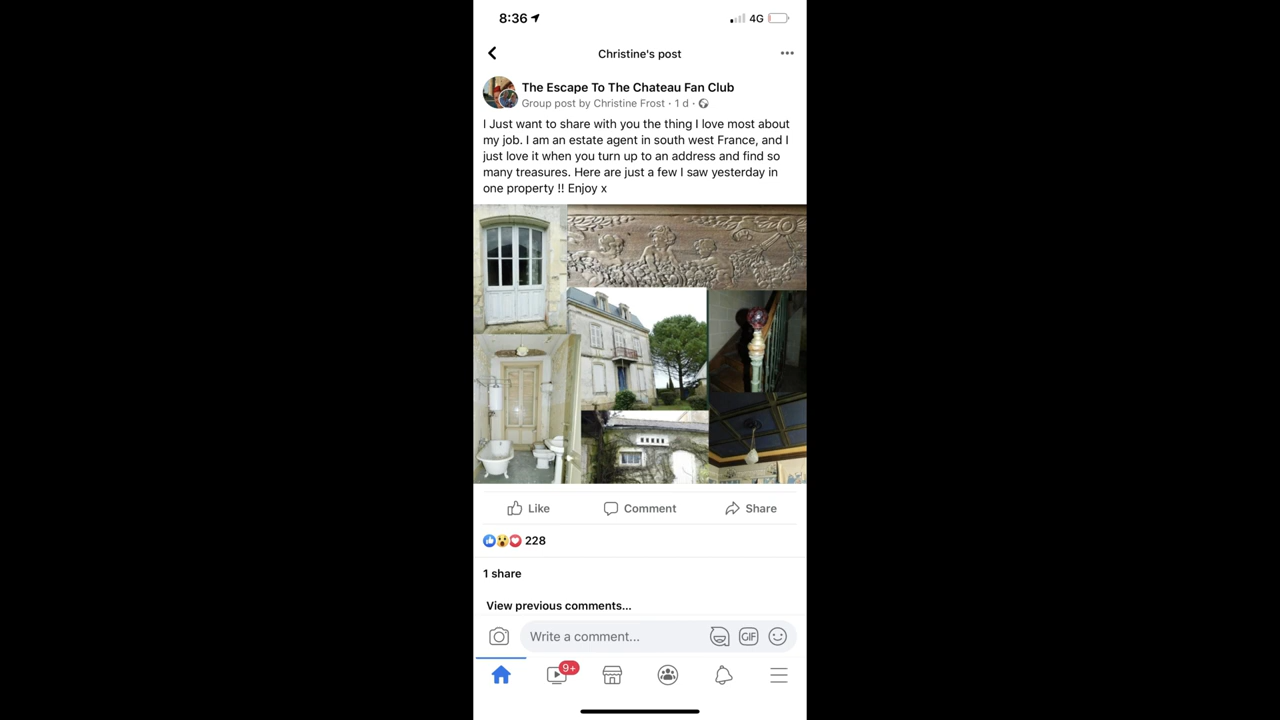 8:36
4G
Christine's post
The Escape To The Chateau Fan Club
Group post by Christine Frost · 1 d ·
I Just want to share with you the thing I love most about
my job. I am an estate agent in south west France, and I
just love it when you turn up to an address and find so
many treasures. Here are just a few I saw yesterday in
one property !! Enjoy x
Like
Comment
Share
228
1 share
View previous comments...
Write a comment...
GIF
9+